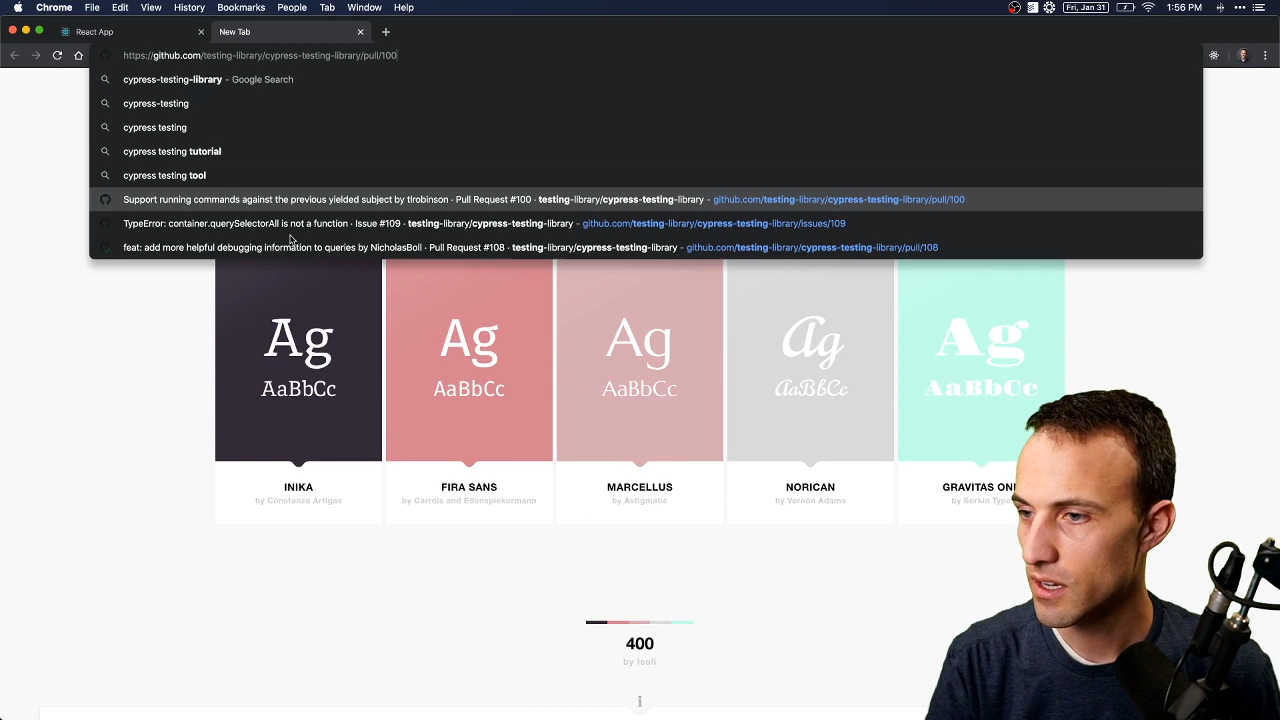 Chrome File Edit View History Bookmarks People Tab Window Help Fri, Jan 31 1:56 PM
React App New Tab
https://github.com/testing-library/cypress-testing-library/pull/100
cypress-testing-library - Google Search
cypress-testing
cypress testing
cypress testing tutorial
cypress testing tool
Support running commands against the previous yielded subject by tlrobinson · Pull Request #100 · testing-library/cypress-testing-library - github.com/testing-library/cypress-testing-library/pull/100
TypeError: container.querySelectorAll is not a function · Issue #109 · testing-library/cypress-testing-library - github.com/testing-library/cypress-testing-library/issues/109
feat: add more helpful debugging information to queries by NicholasBoll · Pull Request #108 · testing-library/cypress-testing-library - github.com/testing-library/cypress-testing-library/pull/108
Ag Ag Ag Ag Ag
AaBbCc AaBbCc AaBbCc AaBbCc AaBbCc
INIKA FIRA SANS MARCELLUS NORICAN GRAVITAS ON
by Constanza Artigas by Carrois and Edenspiekermann by Astigmatic by Vernon Adams by Sorkin Type
400
by Isoli
i